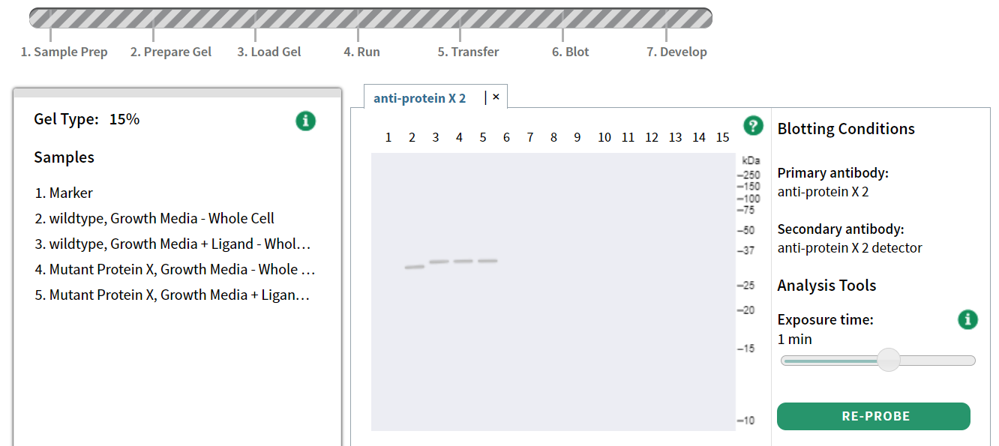 1. Sample Prep 2. Prepare Gel 3. Load Gel 4. Run 5. Transfer 6. Blot 7. Develop
Gel Type: 15%
i
Samples
1. Marker
2. wildtype, Growth Media - Whole Cell
3. wildtype, Growth Media + Ligand - Whol...
4. Mutant Protein X, Growth Media - Whole ...
5. Mutant Protein X, Growth Media + Ligan...
anti-protein X 2 | ×
1 2 3 4 5 6 7 8 9 10 11 12 13 14 15
?
kDa
–250
–150
–100
–75
–50
–37
–25
–20
–15
–10
Blotting Conditions
Primary antibody:
anti-protein X 2
Secondary antibody:
anti-protein X 2 detector
Analysis Tools
Exposure time:
i
1 min
RE-PROBE